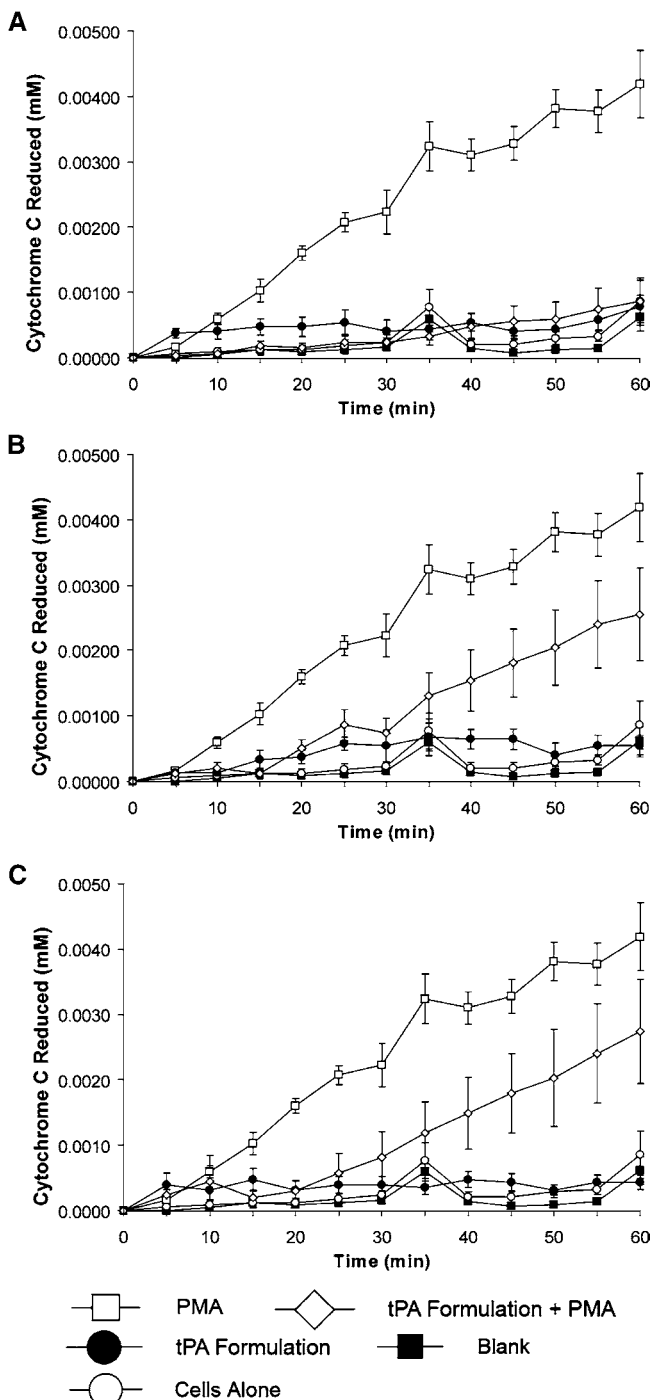 A
0.00500
0.00400
0.00300
0.00200
0.00100
0.00000
Cytochrome C Reduced (mM)
0 10 20 30 40 50 60
Time (min)
B
0.00500
0.00400
0.00300
0.00200
0.00100
0.00000
Cytochrome C Reduced (mM)
0 10 20 30 40 50 60
Time (min)
C
0.0050
0.0040
0.0030
0.0020
0.0010
0.0000
Cytochrome C Reduced (mM)
0 10 20 30 40 50 60
Time (min)
PMA tPA Formulation + PMA
tPA Formulation Blank
Cells Alone